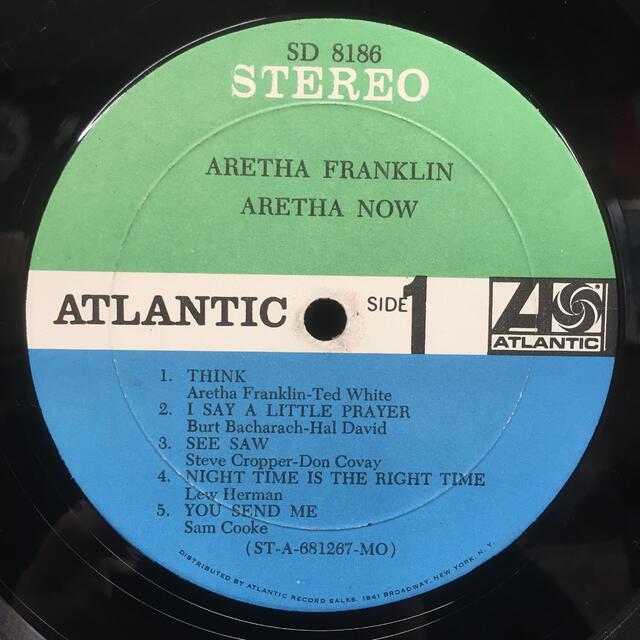 SD 8186
STEREO
ARETHA FRANKLIN
ARETHA NOW
ATLANTIC
SIDE 1
ATLANTIC
1. THINK
Aretha Franklin-Ted White
2. I SAY A LITTLE PRAYER
Burt Bacharach-Hal David
3. SEE SAW
Steve Cropper-Don Covay
4. NIGHT TIME IS THE RIGHT TIME
Lew Herman
5. YOU SEND ME
Sam Cooke
(ST-A-681267-MO)
DISTRIBUTED BY ATLANTIC RECORD SALES, 1841 BROADWAY, NEW YORK, N.Y.